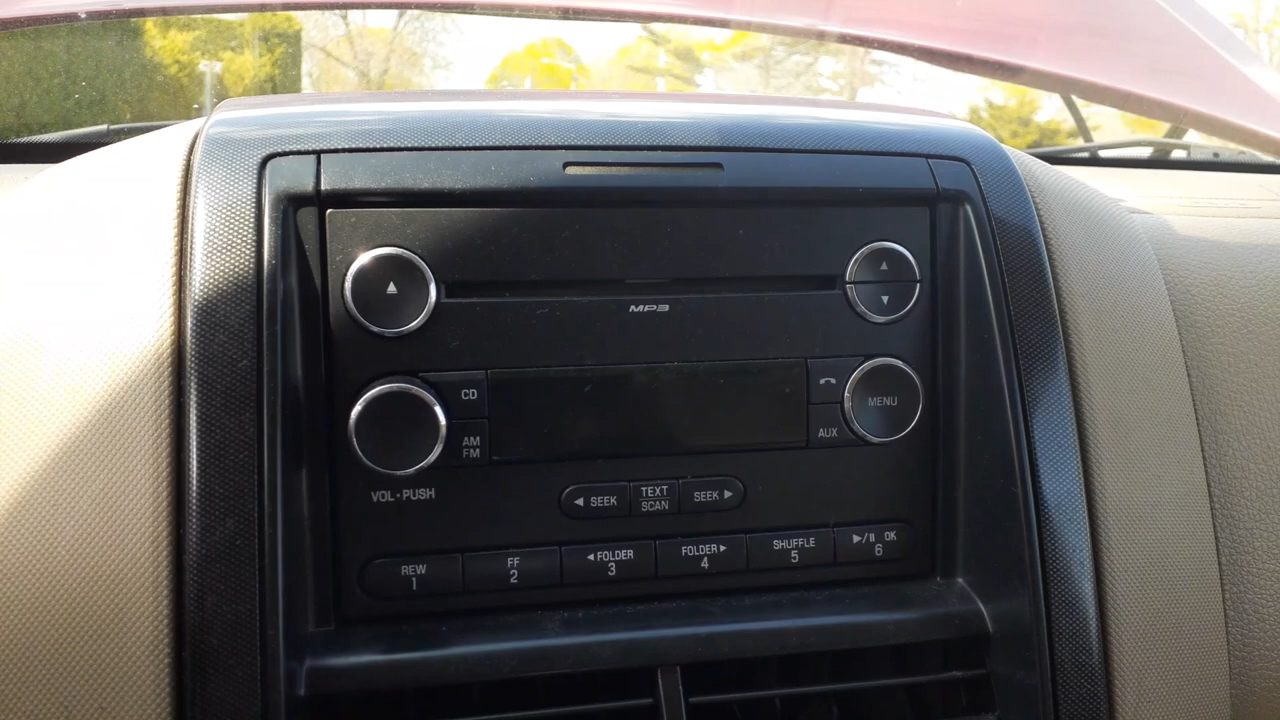 MP3
CD
AM
FM
MENU
AUX
VOL • PUSH
◀ SEEK
TEXT
SCAN
SEEK ▶
REW
1
FF
2
◀ FOLDER
3
FOLDER ▶
4
SHUFFLE
5
▶/II OK
6